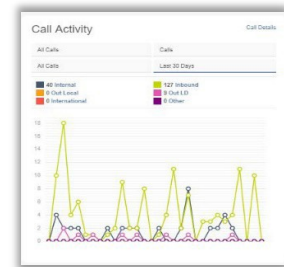 Call Activity Call Details
All Calls Calls
All Calls Last 30 Days
40 Internal 127 Inbound
0 Out Local 8 Out LD
0 International 0 Other
18
16
14
12
10
8
6
4
2
0